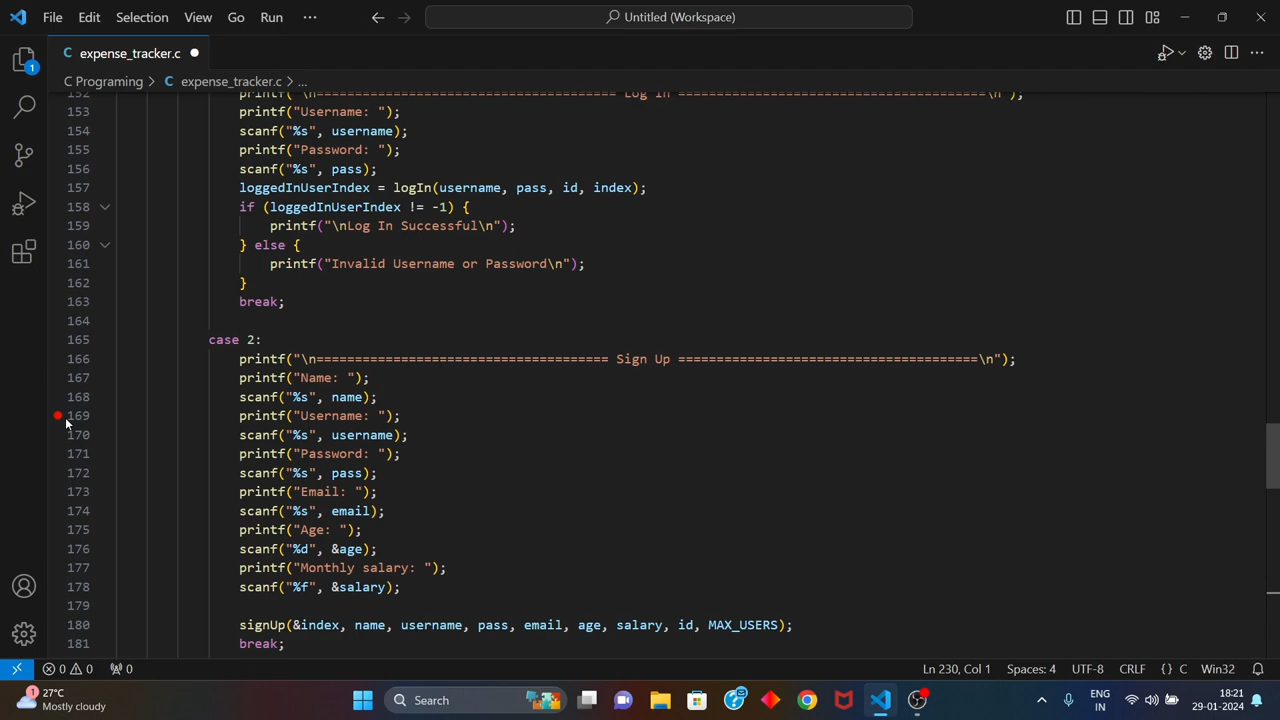 File Edit Selection View Go Run ··· Untitled (Workspace)
C expense_tracker.c
C Programing > C expense_tracker.c > ...
152 printf("\n======================================= Log In ========================================\n");
153 printf("Username: ");
154 scanf("%s", username);
155 printf("Password: ");
156 scanf("%s", pass);
157 loggedInUserIndex = logIn(username, pass, id, index);
158 if (loggedInUserIndex != -1) {
159 printf("\nLog In Successful\n");
160 } else {
161 printf("Invalid Username or Password\n");
162 }
163 break;
164
165 case 2:
166 printf("\n====================================== Sign Up =======================================\n");
167 printf("Name: ");
168 scanf("%s", name);
169 printf("Username: ");
170 scanf("%s", username);
171 printf("Password: ");
172 scanf("%s", pass);
173 printf("Email: ");
174 scanf("%s", email);
175 printf("Age: ");
176 scanf("%d", &age);
177 printf("Monthly salary: ");
178 scanf("%f", &salary);
179
180 signUp(&index, name, username, pass, email, age, salary, id, MAX_USERS);
181 break;
1
0 0 0 Ln 230, Col 1 Spaces: 4 UTF-8 CRLF {} C Win32
1 27°C Mostly cloudy
Search
ENG IN
18:21
29-01-2024